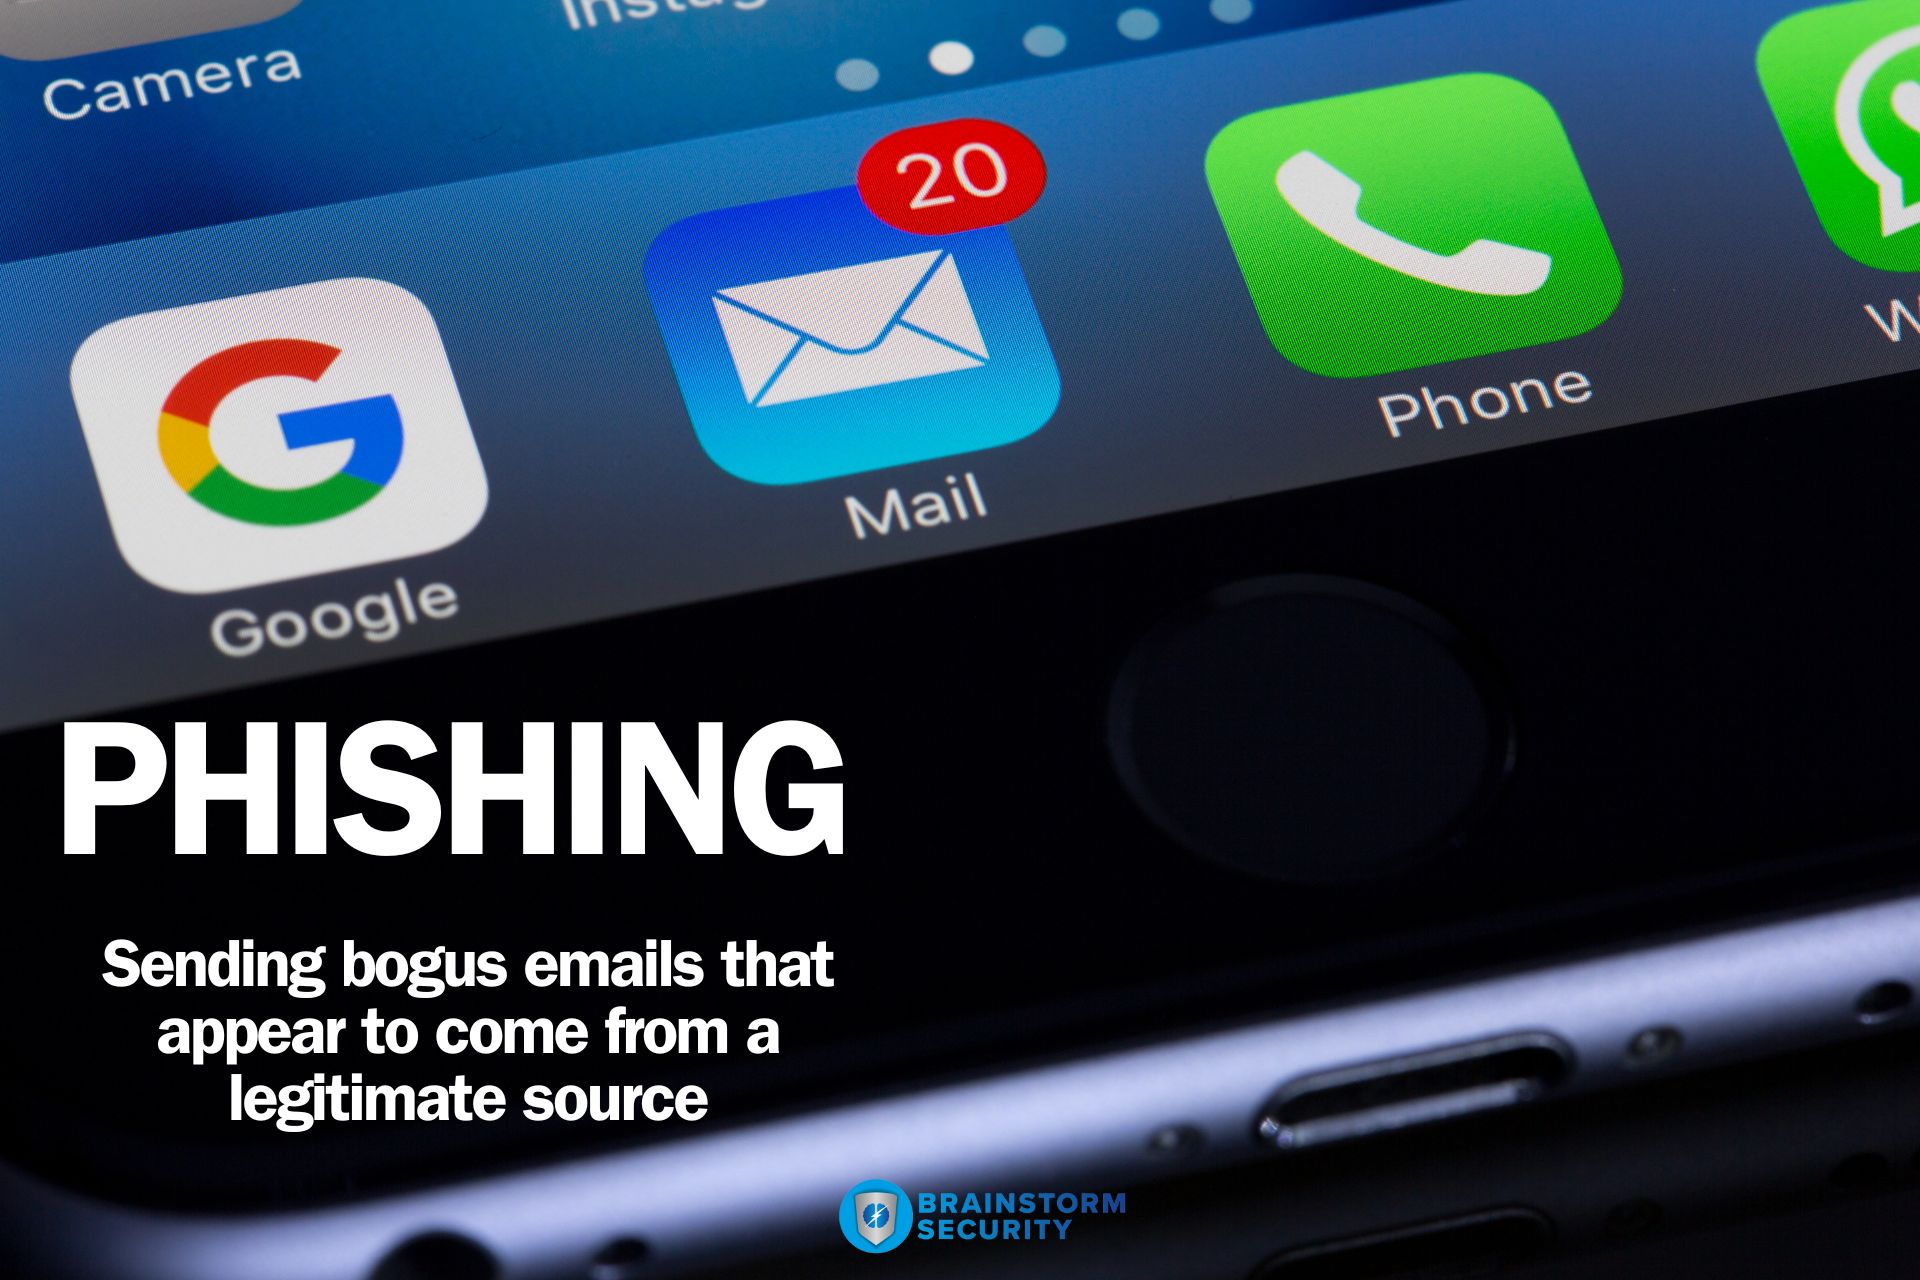 Camera
20
Google
Mail
Phone
PHISHING
Sending bogus emails that
appear to come from a
legitimate source
BRAINSTORM
SECURITY